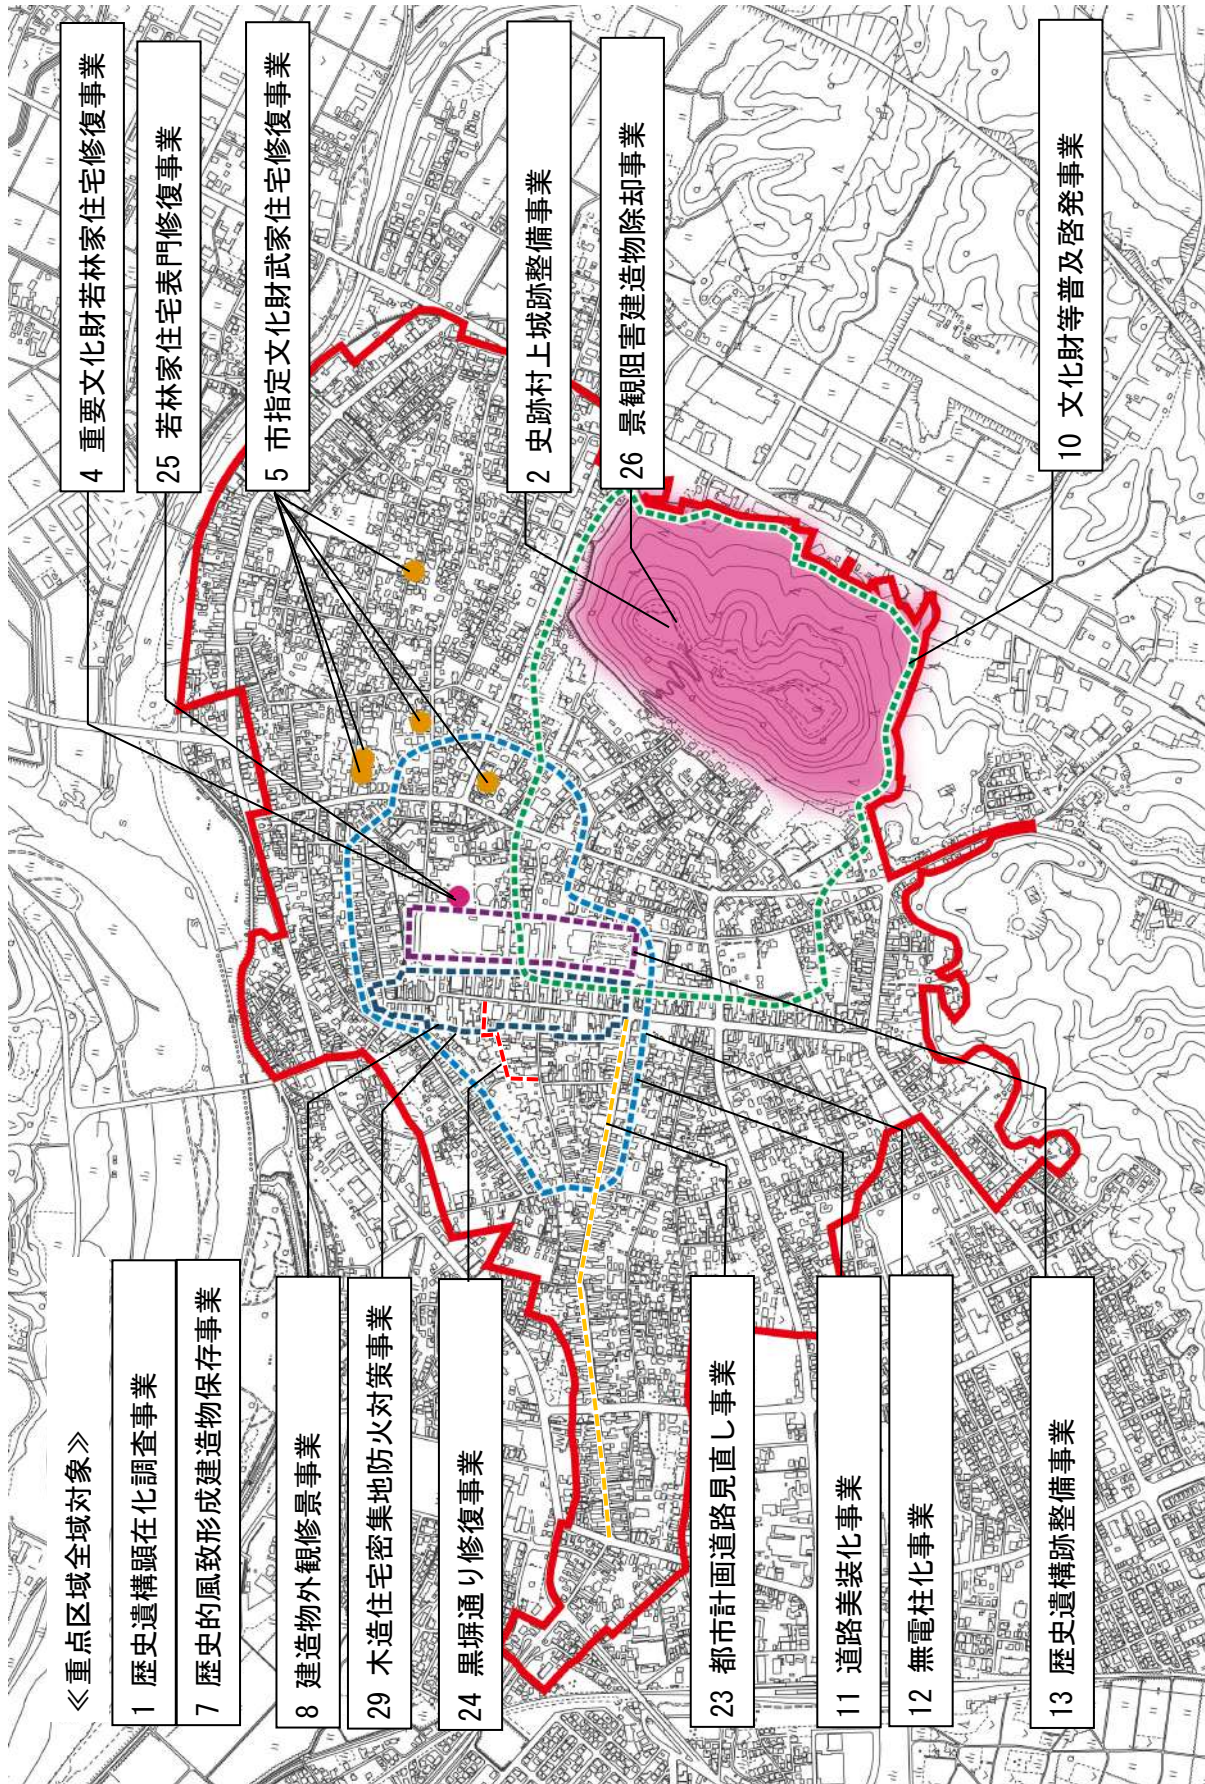 4 重要文化財若林家住宅修復事業
25 若林家住宅表門修復事業
5 市指定文化財武家住宅修復事業
2 史跡村上城跡整備事業
26 景観阻害建造物除却事業
10 文化財等普及啓発事業
≪重点区域全域対象≫
1 歴史遺構顕在化調査事業
7 歴史的風致形成建造物保存事業
8 建造物外観修景事業
29 木造住宅密集地防火対策事業
24 黒塀通り修復事業
23 都市計画道路見直し事業
11 道路美装化事業
12 無電柱化事業
13 歴史遺構跡整備事業